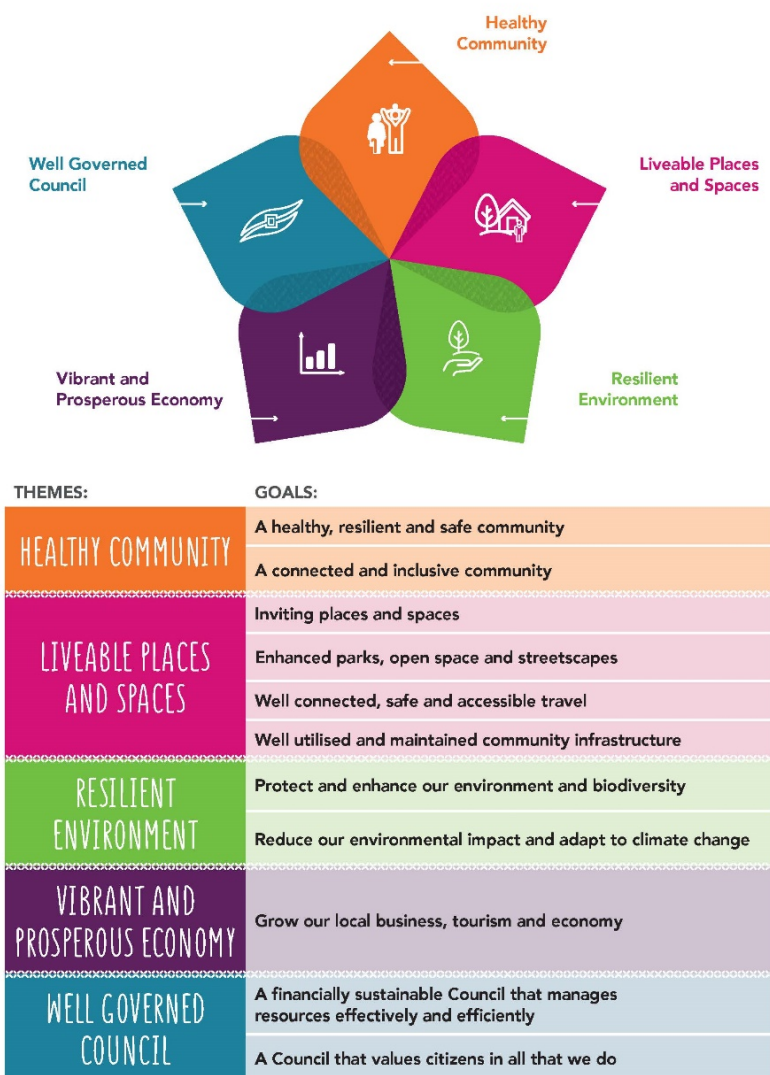 Healthy
Community
Well Governed
Council
Liveable Places
and Spaces
Vibrant and
Prosperous Economy
Resilient
Environment
THEMES:
GOALS:
HEALTHY COMMUNITY
A healthy, resilient and safe community
A connected and inclusive community
LIVEABLE PLACES
AND SPACES
Inviting places and spaces
Enhanced parks, open space and streetscapes
Well connected, safe and accessible travel
Well utilised and maintained community infrastructure
RESILIENT
ENVIRONMENT
Protect and enhance our environment and biodiversity
Reduce our environmental impact and adapt to climate change
VIBRANT AND
PROSPEROUS ECONOMY
Grow our local business, tourism and economy
WELL GOVERNED
COUNCIL
A financially sustainable Council that manages
resources effectively and efficiently
A Council that values citizens in all that we do